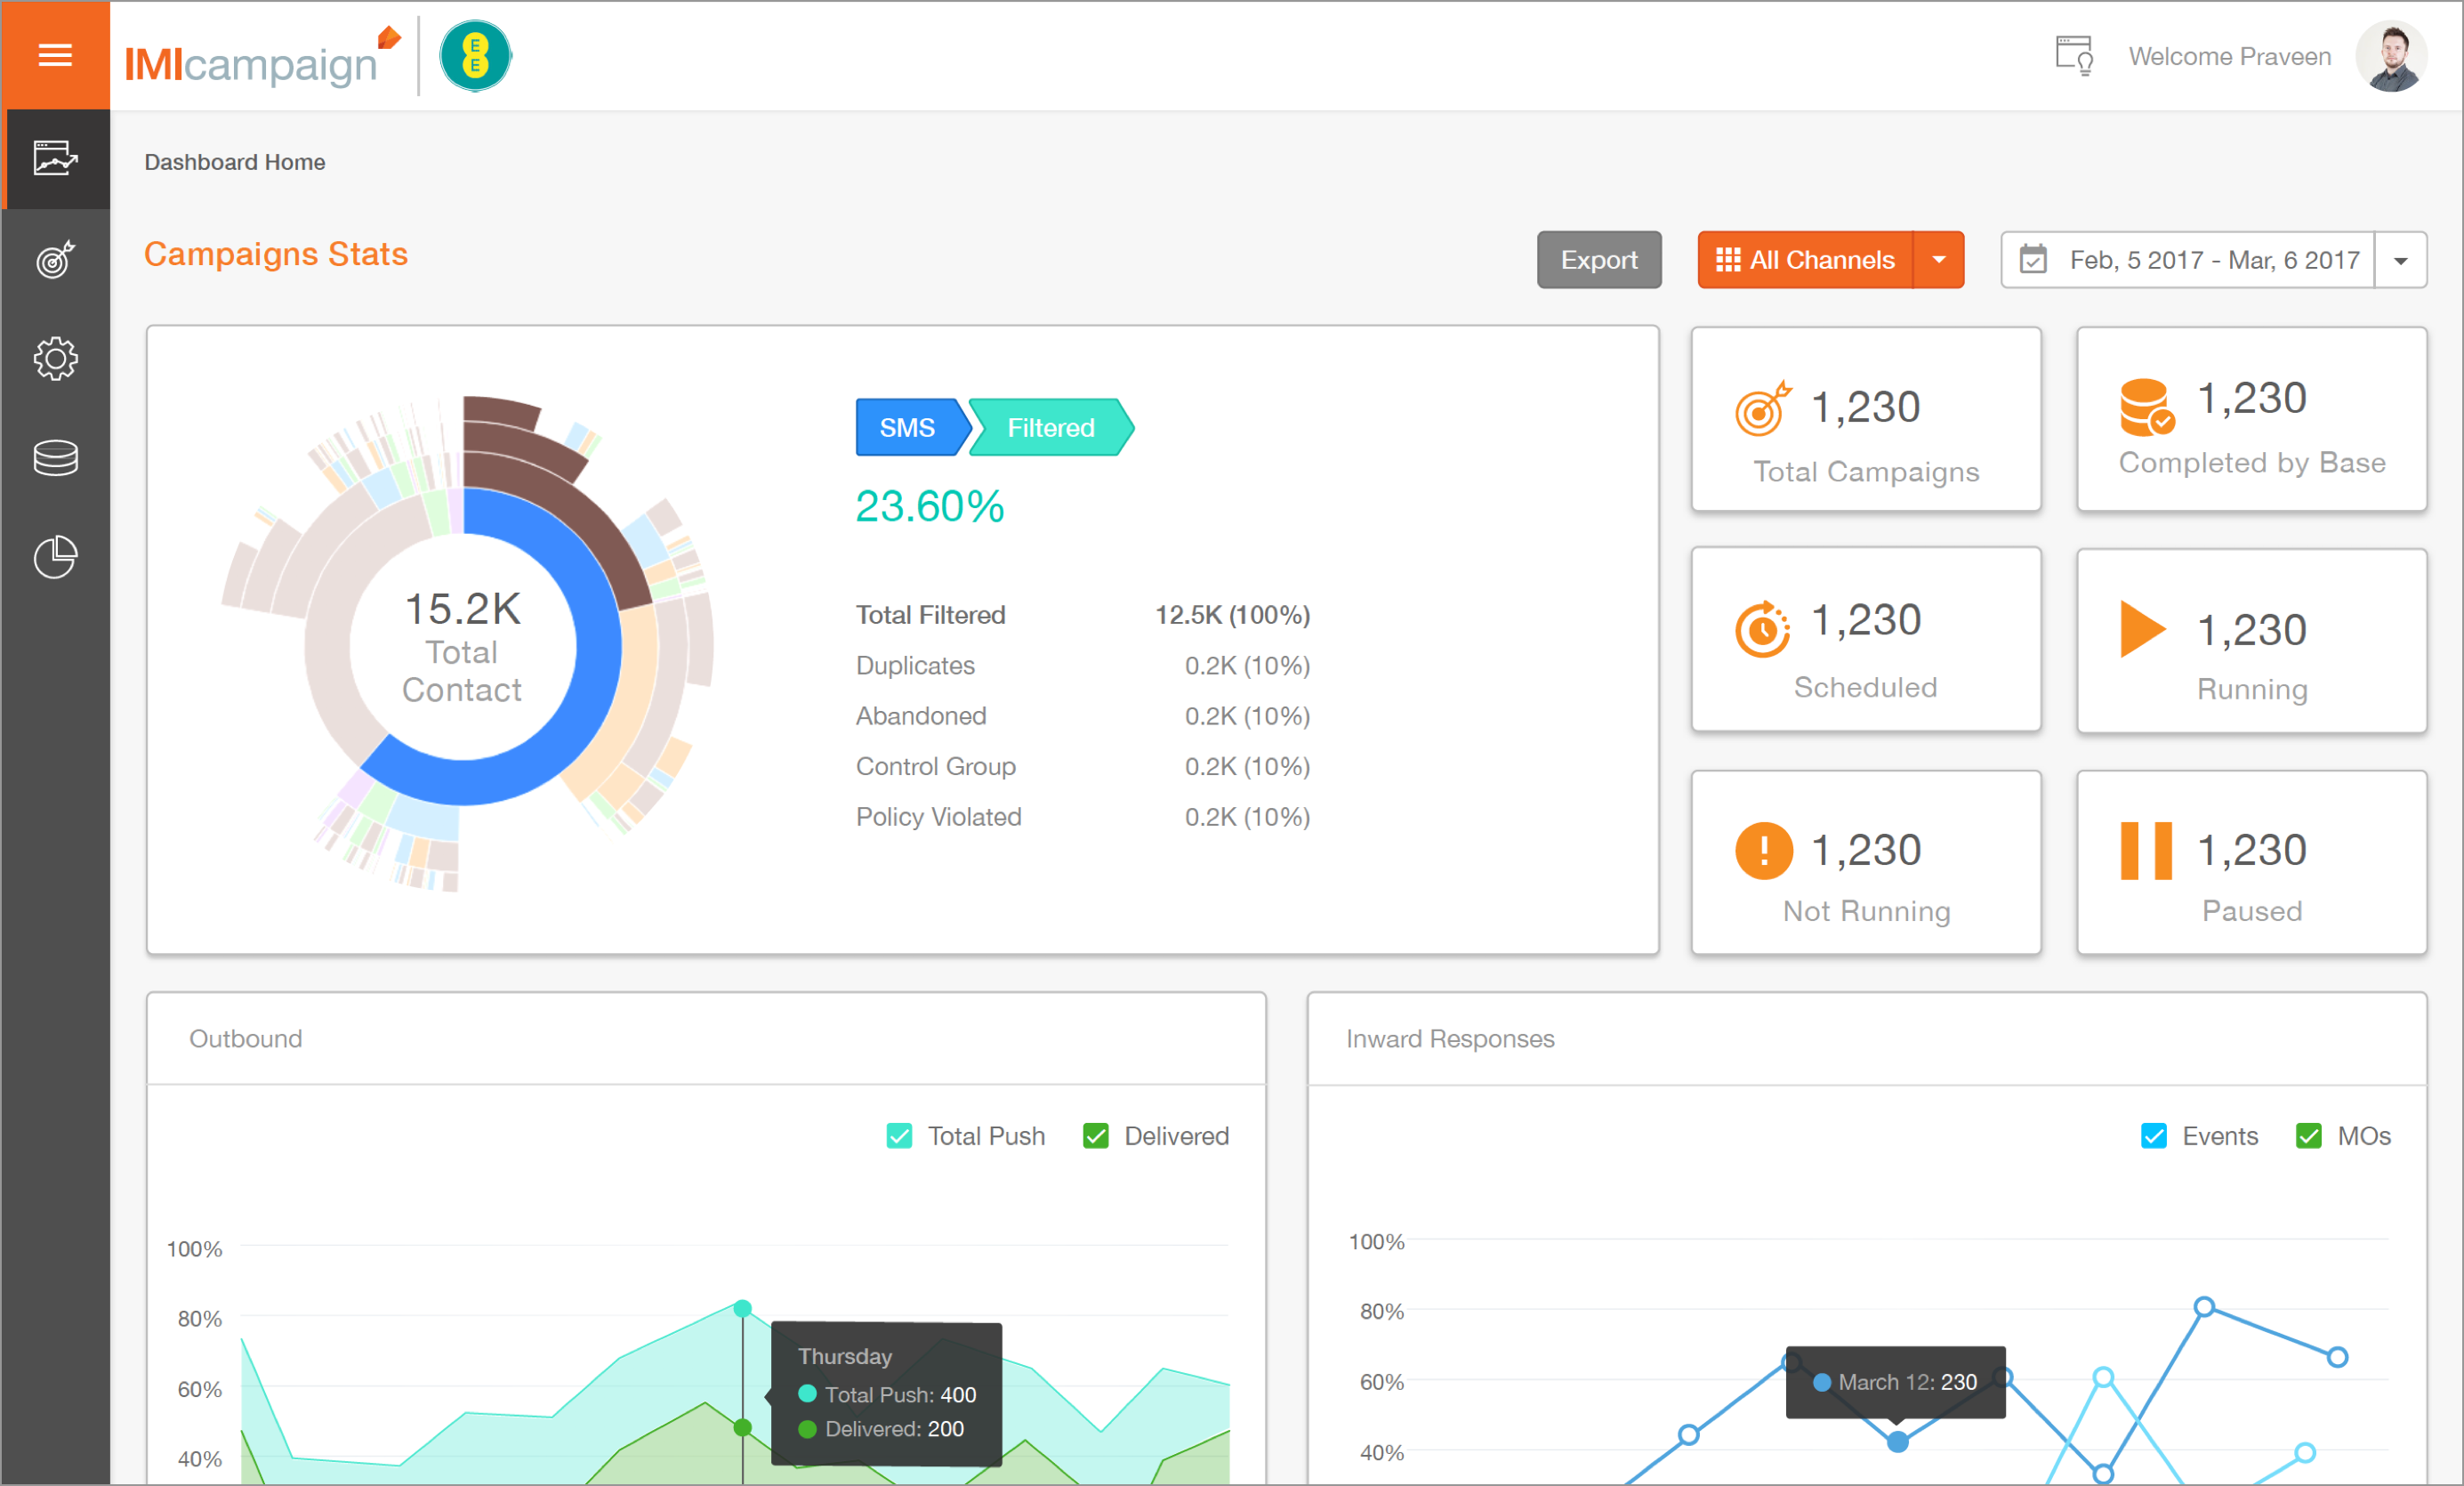 IMIcampaign
E
E
Welcome Praveen
Dashboard Home
Campaigns Stats
Export
All Channels
Feb, 5 2017 - Mar, 6 2017
15.2K
Total
Contact
SMS
Filtered
23.60%
Total Filtered 12.5K (100%)
Duplicates 0.2K (10%)
Abandoned 0.2K (10%)
Control Group 0.2K (10%)
Policy Violated 0.2K (10%)
1,230
Total Campaigns
1,230
Completed by Base
1,230
Scheduled
1,230
Running
1,230
Not Running
1,230
Paused
Outbound
Total Push
Delivered
100%
80%
60%
40%
Thursday
Total Push: 400
Delivered: 200
Inward Responses
Events
MOs
100%
80%
60%
40%
March 12: 230